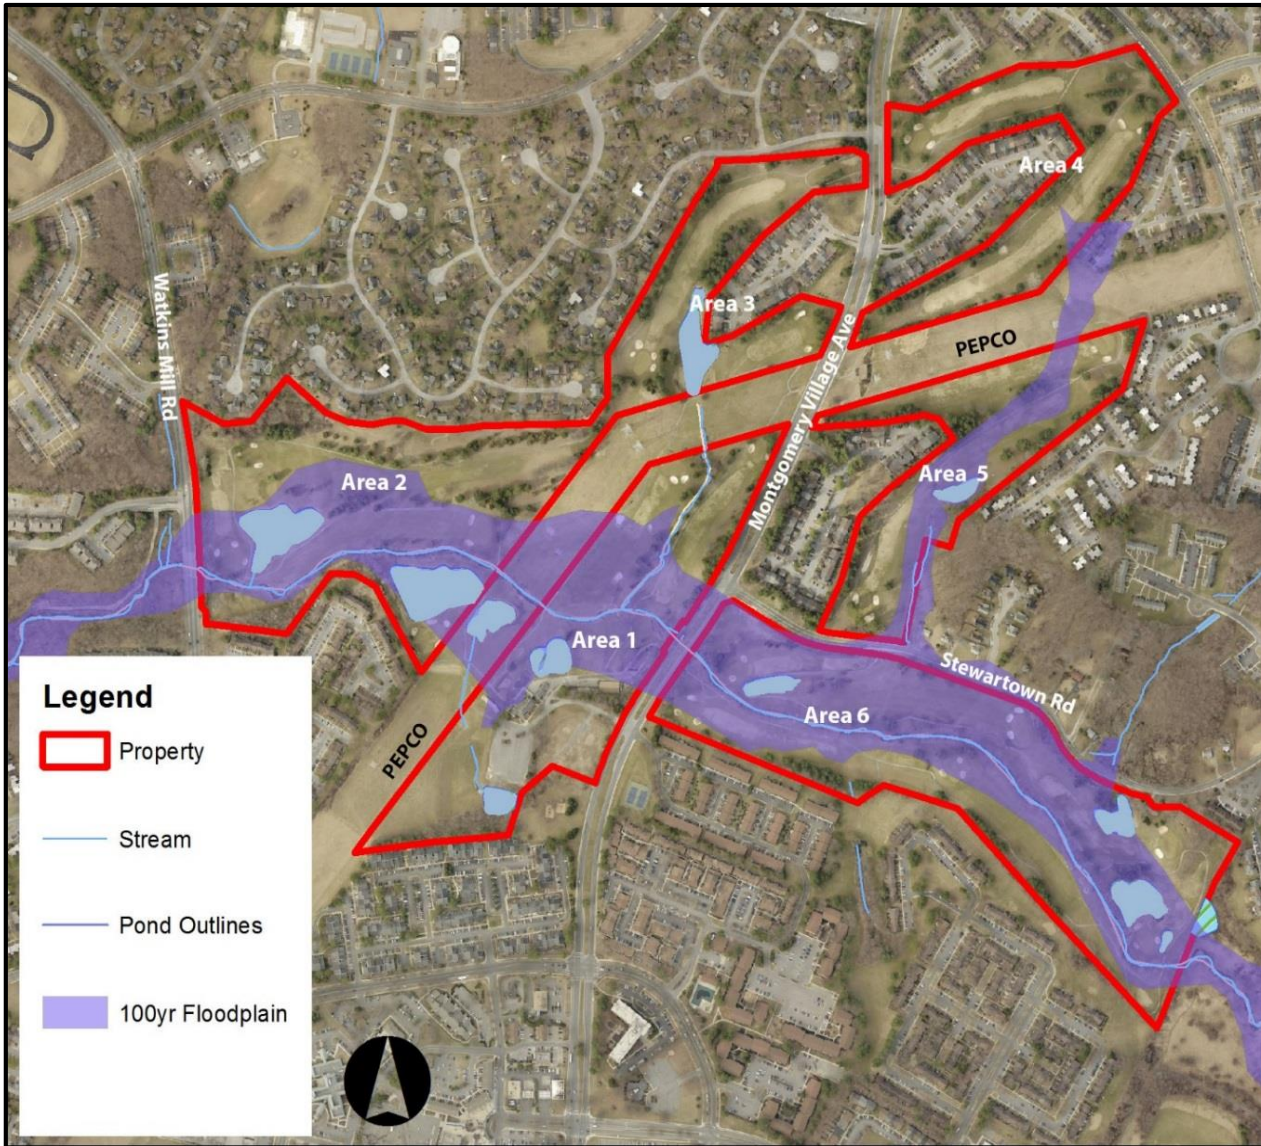 Area 4
Area 3
PEPCO
Montgomery Village Ave
Watkins Mill Rd
Area 2
Area 5
Area 1
Stewartown Rd
Area 6
PEPCO
Legend
Property
Stream
Pond Outlines
100yr Floodplain